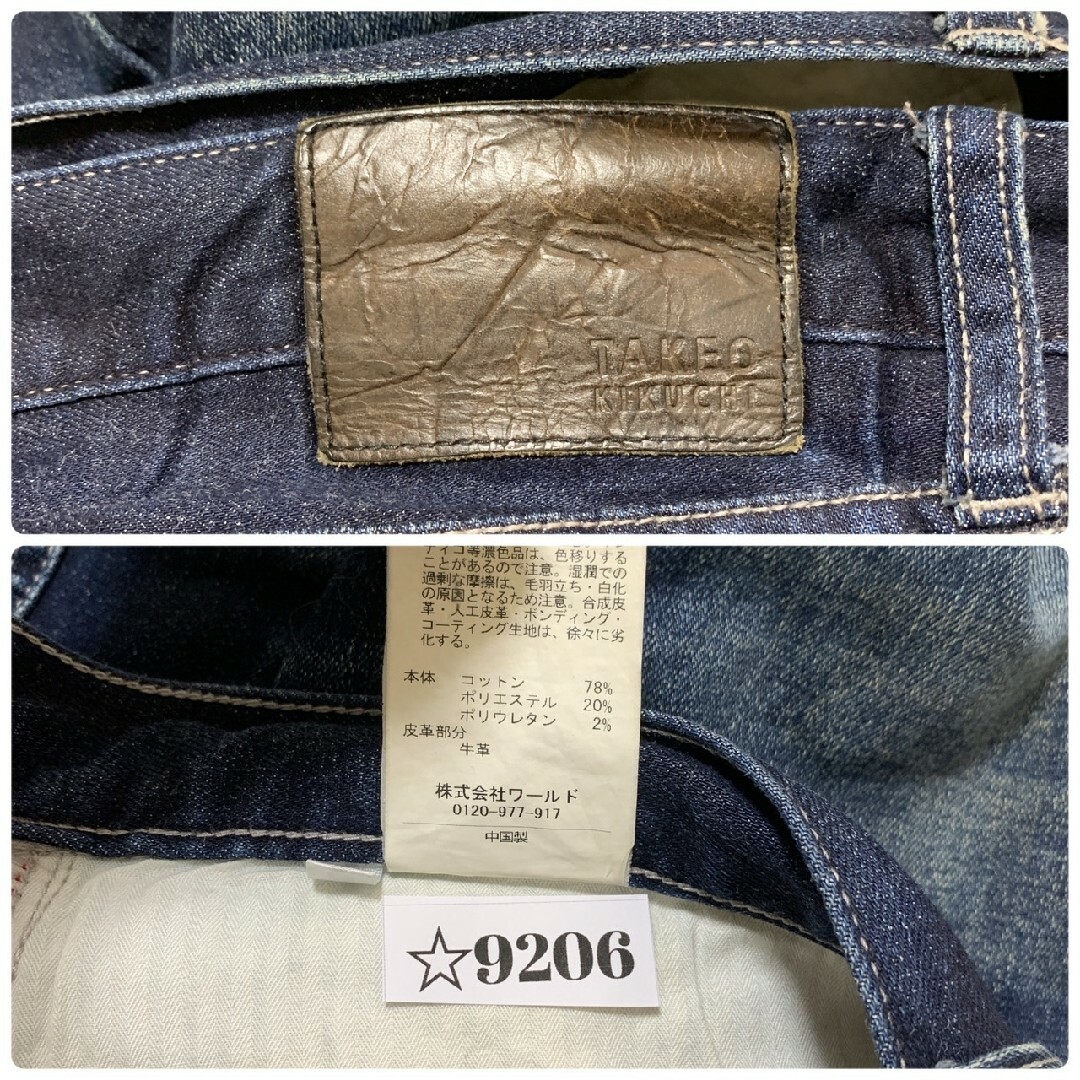 TAKEO
KIKUCHI
ディゴ等濃色品は、色移りする
ことがあるので注意。湿潤での
過剰な摩擦は、毛羽立ち・白化
の原因となるため注意。合成皮
革・人工皮革・ボンディング・
コーティング生地は、徐々に劣
化する。
本体 コットン 78%
ポリエステル 20%
ポリウレタン 2%
皮革部分
牛革
株式会社ワールド
0120-977-917
中国製
☆9206